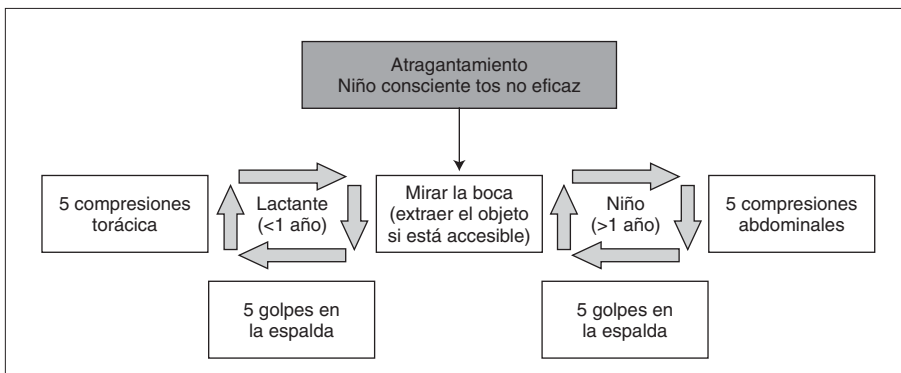 Atragantamiento
Niño consciente tos no eficaz
5 compresiones
torácica
Lactante
(<1 año)
Mirar la boca
(extraer el objeto
si está accesible)
Niño
(>1 año)
5 compresiones
abdominales
5 golpes en
la espalda
5 golpes en
la espalda